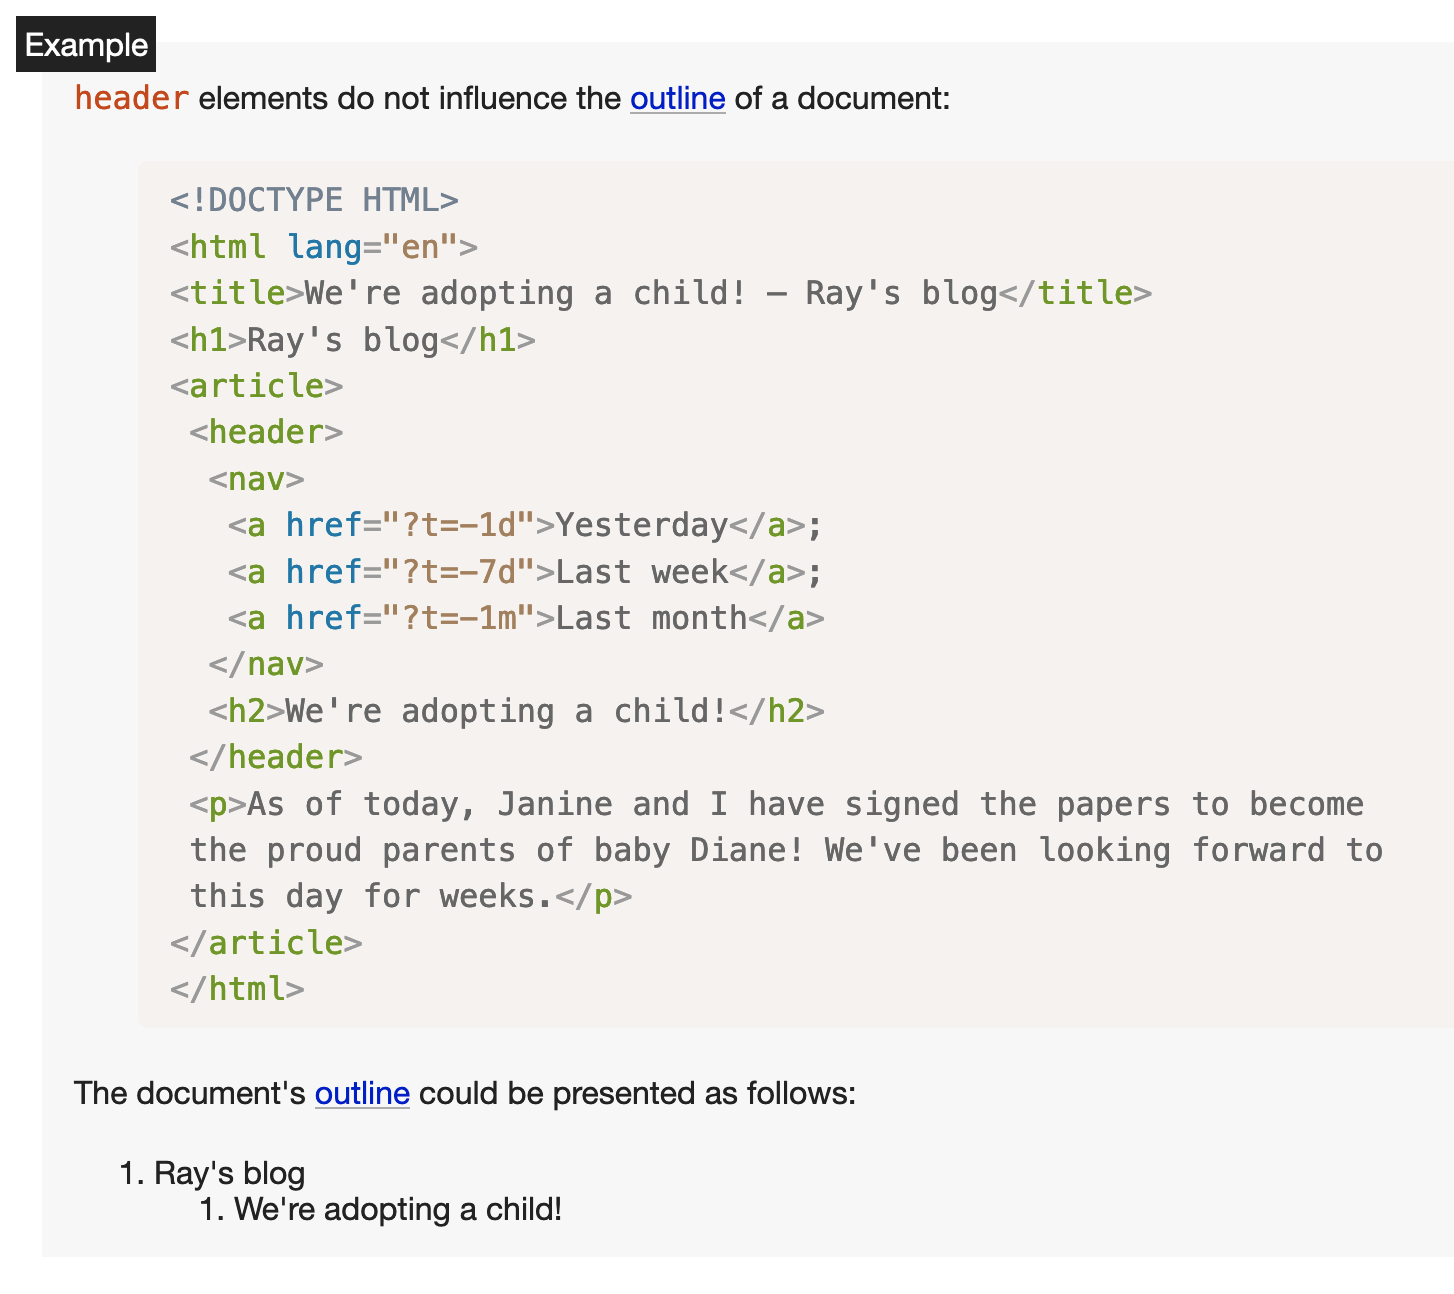 Example
header elements do not influence the outline of a document:
<!DOCTYPE HTML>
<html lang="en">
<title>We're adopting a child! — Ray's blog</title>
<h1>Ray's blog</h1>
<article>
 <header>
  <nav>
   <a href="?t=-1d">Yesterday</a>;
   <a href="?t=-7d">Last week</a>;
   <a href="?t=-1m">Last month</a>
  </nav>
  <h2>We're adopting a child!</h2>
 </header>
 <p>As of today, Janine and I have signed the papers to become
 the proud parents of baby Diane! We've been looking forward to
 this day for weeks.</p>
</article>
</html>
The document's outline could be presented as follows:
1. Ray's blog
1. We're adopting a child!